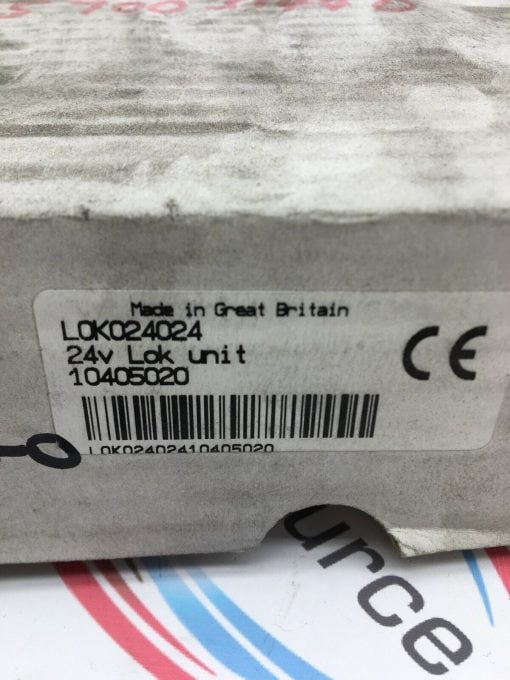 Made in Great Britain
LOK024024
24v Lok unit
10405020
CE
LOK02402410405020
urce